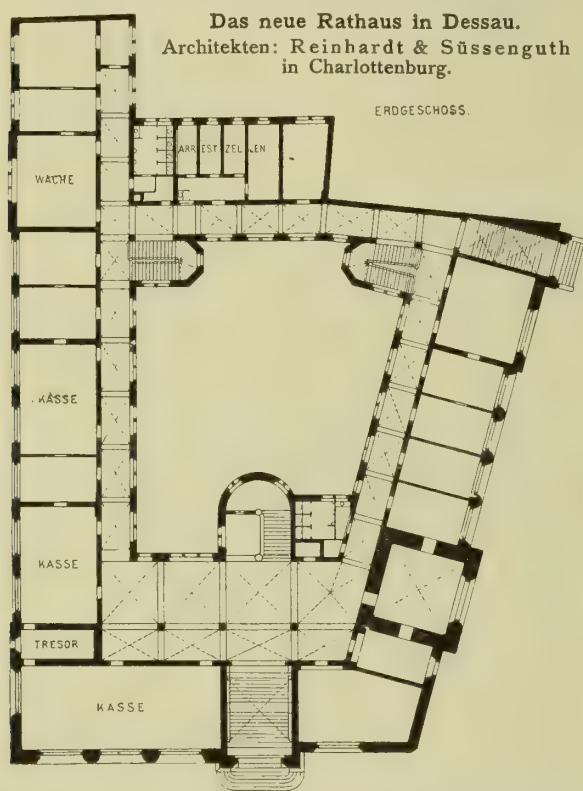 Das neue Rathaus in Dessau.
Architekten: Reinhardt & Süssenguth
in Charlottenburg.
ERDGESCHOSS.
ARRESTZELLEN
WACHE
KASSE
KASSE
TRESOR
KASSE